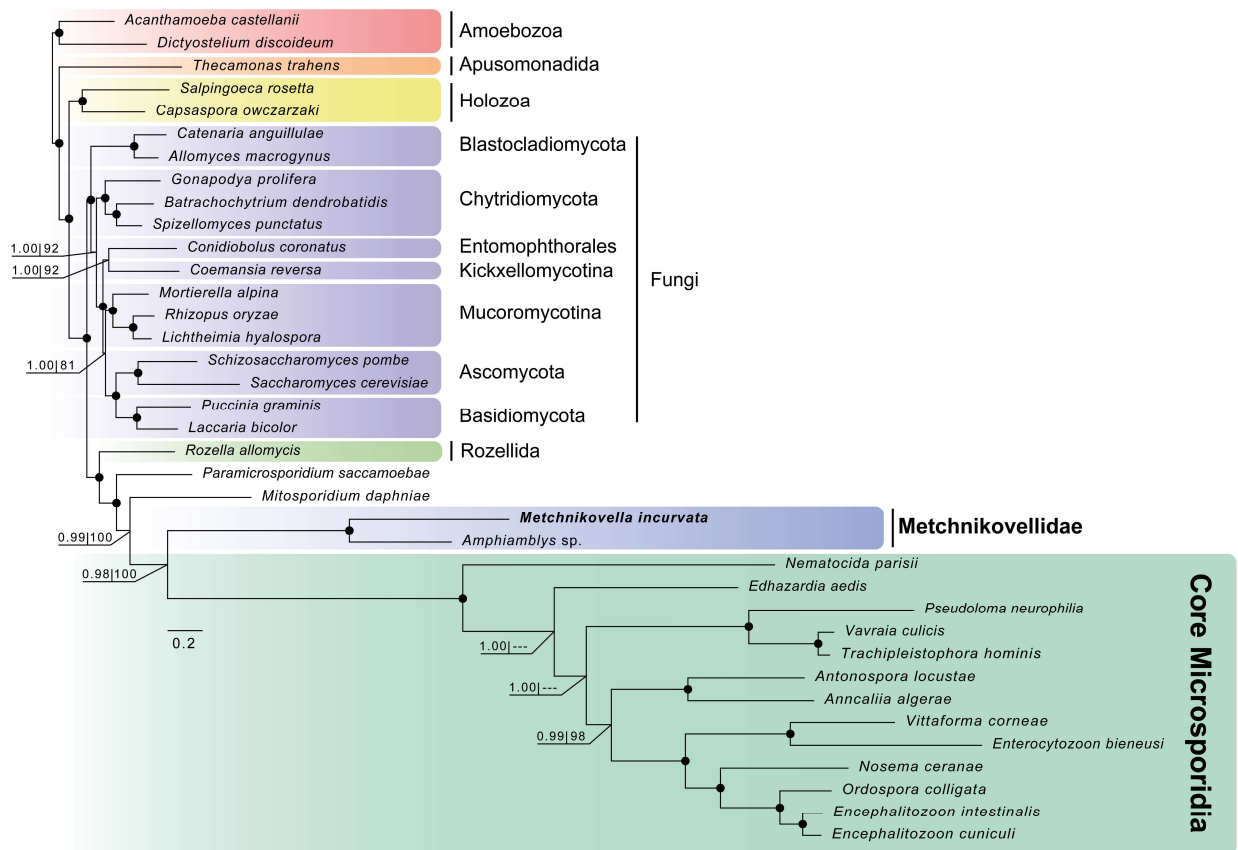 Acanthamoeba castellanii
Dictyostelium discoideum
Amoebozoa
Thecamonas trahens
Apusomonadida
Salpingoeca rosetta
Capsaspora owczarzaki
Holozoa
Catenaria anguillulae
Allomyces macrogynus
Blastocladiomycota
Gonapodya prolifera
Batrachochytrium dendrobatidis
Spizellomyces punctatus
Chytridiomycota
1.00|92
Conidiobolus coronatus
Entomophthorales
1.00|92
Coemansia reversa
Kickxellomycotina
Fungi
Mortierella alpina
Rhizopus oryzae
Lichtheimia hyalospora
Mucoromycotina
1.00|81
Schizosaccharomyces pombe
Saccharomyces cerevisiae
Ascomycota
Puccinia graminis
Laccaria bicolor
Basidiomycota
Rozella allomycis
Rozellida
Paramicrosporidium saccamoebae
Mitosporidium daphniae
Metchnikovella incurvata
Amphiamblys sp.
Metchnikovellidae
0.99|100
0.98|100
Nematocida parisii
Edhazardia aedis
Pseudoloma neurophilia
Vavraia culicis
Trachipleistophora hominis
0.2
1.00|---
1.00|---
Antonospora locustae
Anncaliia algerae
0.99|98
Vittaforma corneae
Enterocytozoon bieneusi
Nosema ceranae
Ordospora colligata
Encephalitozoon intestinalis
Encephalitozoon cuniculi
Core Microsporidia